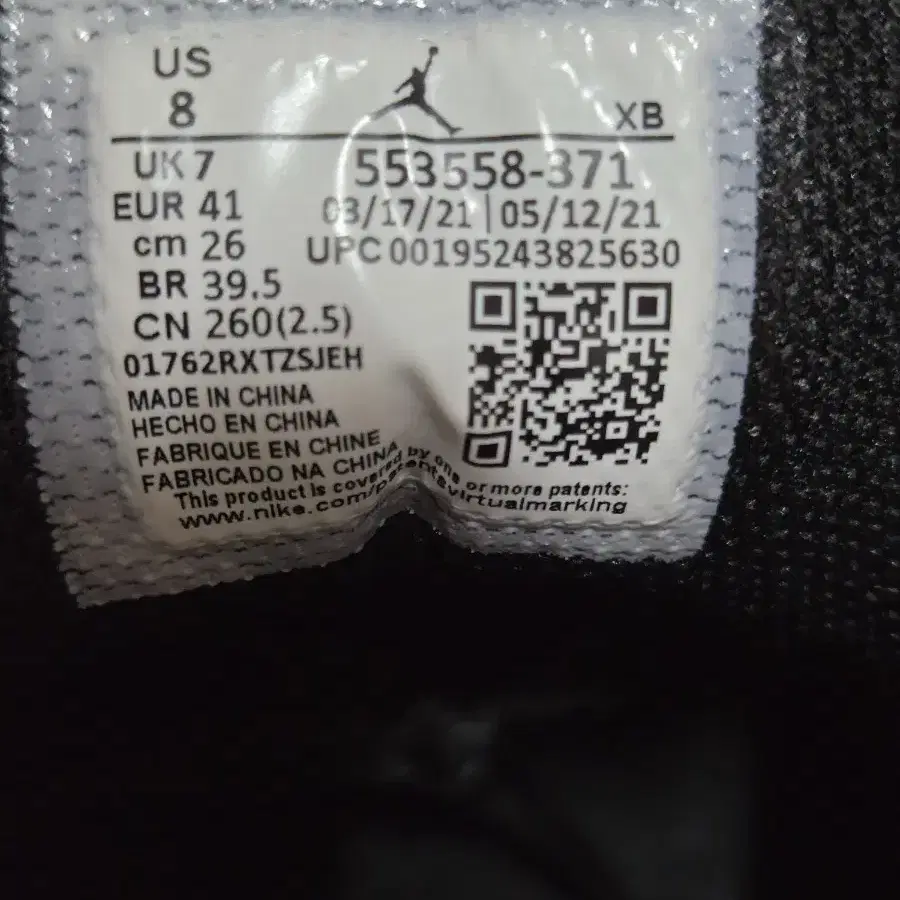 US
8
XB
UK 7
553558-371
EUR 41
03/17/21 | 05/12/21
cm 26
UPC 00195243825630
BR 39.5
CN 260(2.5)
01762RXTZSJEH
MADE IN CHINA
HECHO EN CHINA
FABRIQUE EN CHINE
FABRICADO NA CHINA
This product is covered by one or more patents:
www.nike.com/patentsvirtualmarking